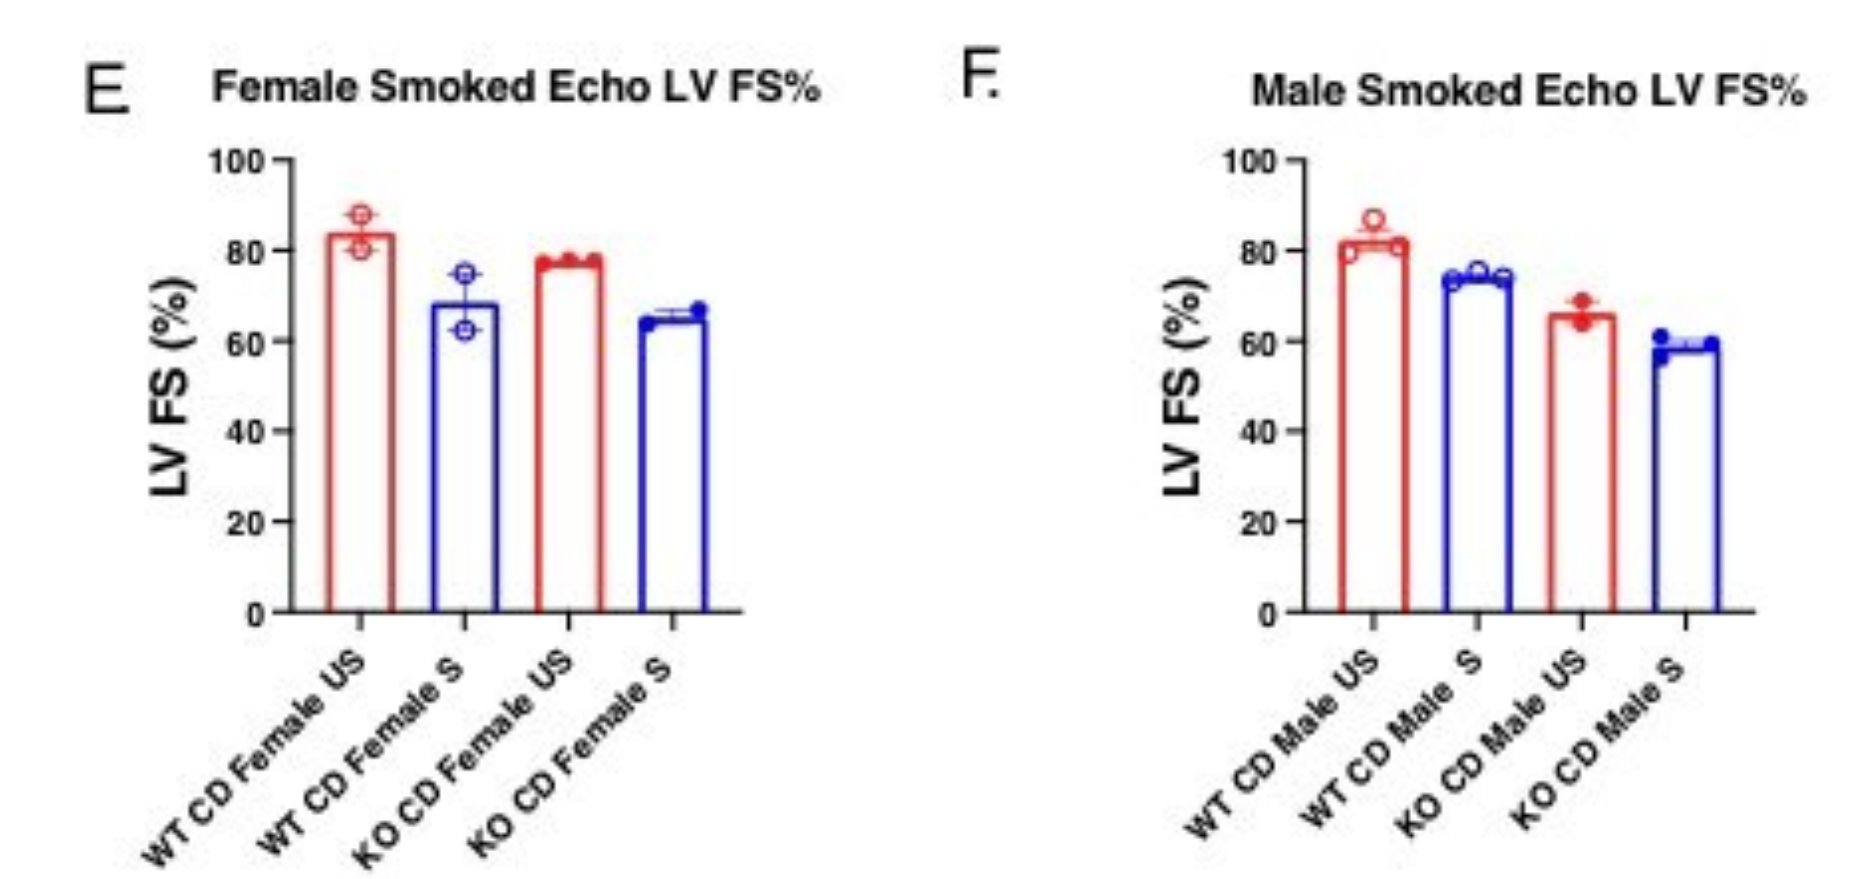 E
Female Smoked Echo LV FS%
LV FS (%)
100
80
60
40
20
0
WT CD Female US
WT CD Female S
KO CD Female US
KO CD Female S
F.
Male Smoked Echo LV FS%
LV FS (%)
100
80
60
40
20
0
WT CD Male US
WT CD Male S
KO CD Male US
KO CD Male S